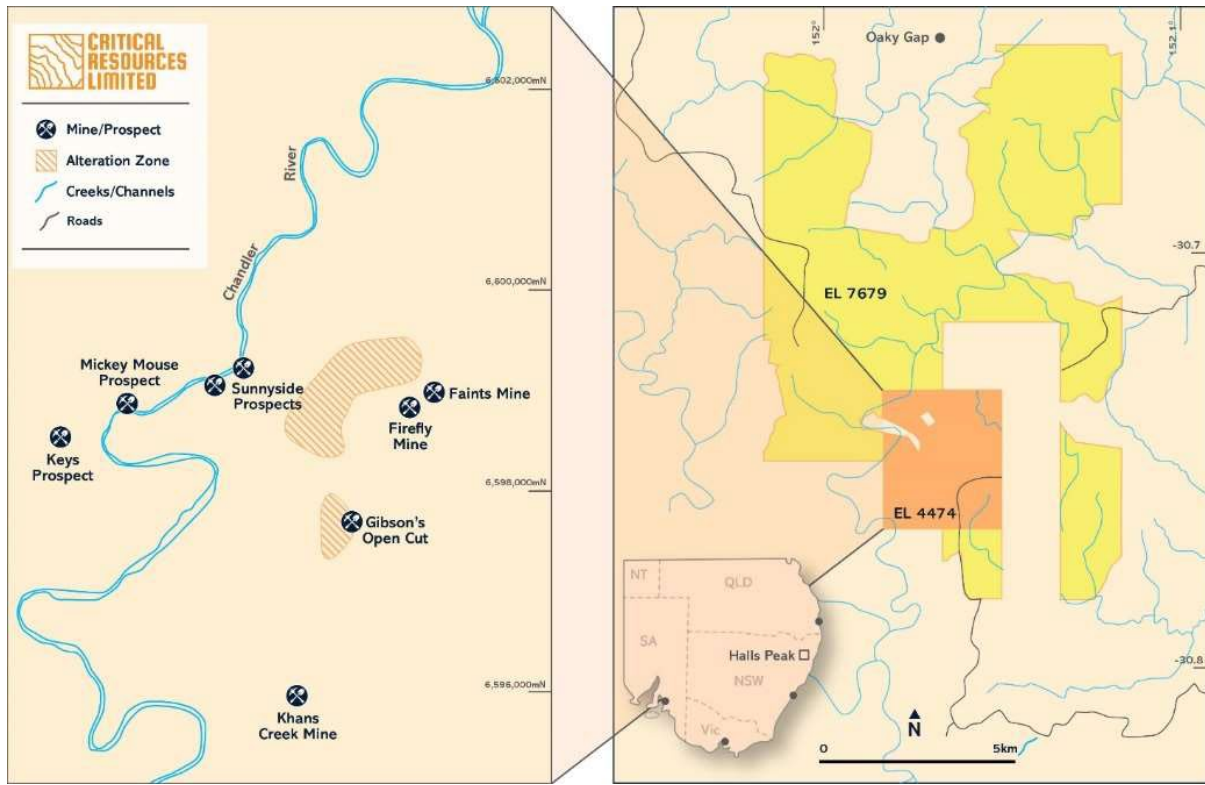 CRITICAL
RESOURCES
LIMITED
Mine/Prospect
Alteration Zone
Creeks/Channels
Roads
6,602,000mN
River
Chandler
6,600,000mN
Mickey Mouse
Prospect
Sunnyside
Prospects
Faints Mine
Firefly
Mine
Keys
Prospect
6,598,000mN
Gibson's
Open Cut
6,596,000mN
Khans
Creek Mine
152°
152.1°
Oaky Gap
-30.7
EL 7679
EL 4474
NT
QLD
SA
Halls Peak
NSW
Vic
-30.8
N
0
5km